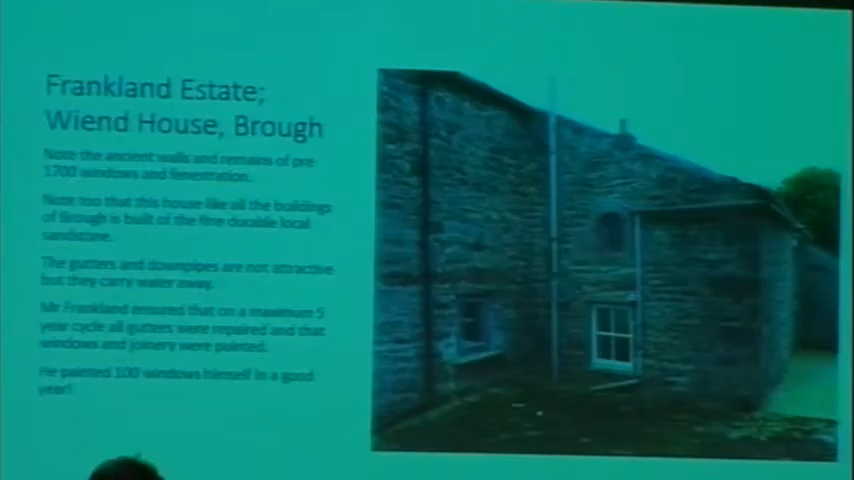 Frankland Estate;
Wiend House, Brough
Note the ancient walls and remains of pre
1700 windows and fenestration.
Note too that this house like all the buildings
of Brough is built of the fine durable local
sandstone.
The gutters and downpipes are not attractive
but they carry water away.
Mr Frankland ensured that on a maximum 5
year cycle all gutters were repaired and that
windows and joinery were painted.
He painted 100 windows himself in a good
year!